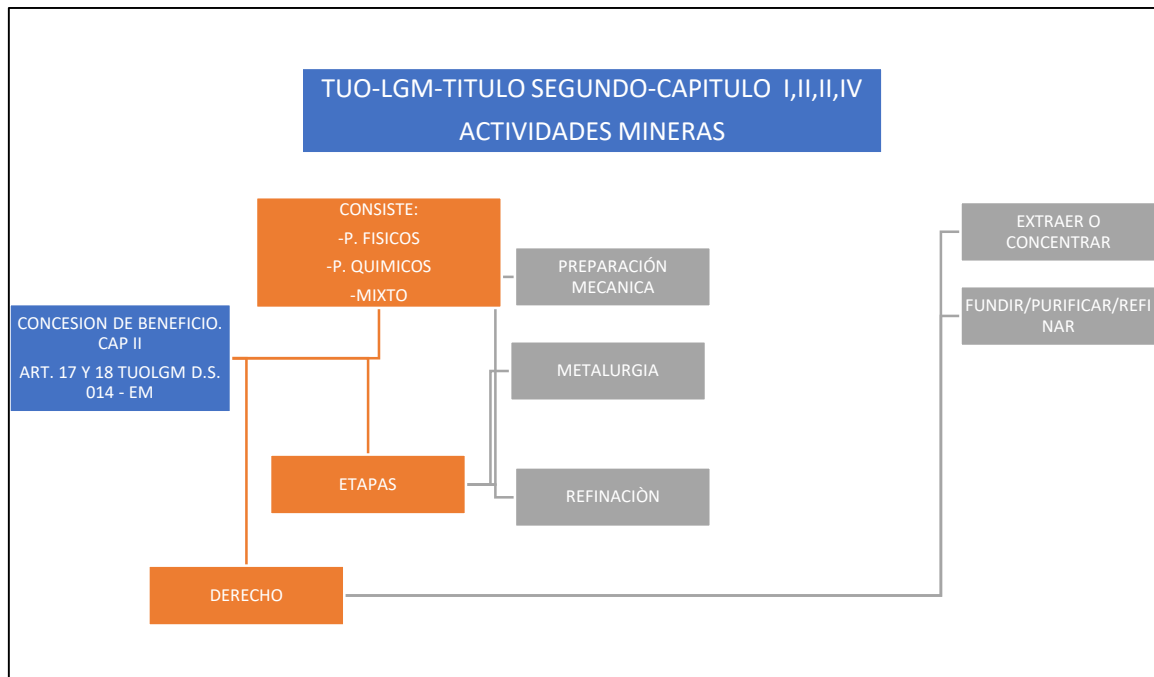 TUO-LGM-TITULO SEGUNDO-CAPITULO I,II,II,IV
ACTIVIDADES MINERAS
CONSISTE:
-P. FISICOS
-P. QUIMICOS
-MIXTO
EXTRAER O
CONCENTRAR
PREPARACIÓN
MECANICA
CONCESION DE BENEFICIO.
CAP II
ART. 17 Y 18 TUOLGM D.S.
014 - EM
FUNDIR/PURIFICAR/REFI
NAR
METALURGIA
ETAPAS
REFINACIÒN
DERECHO